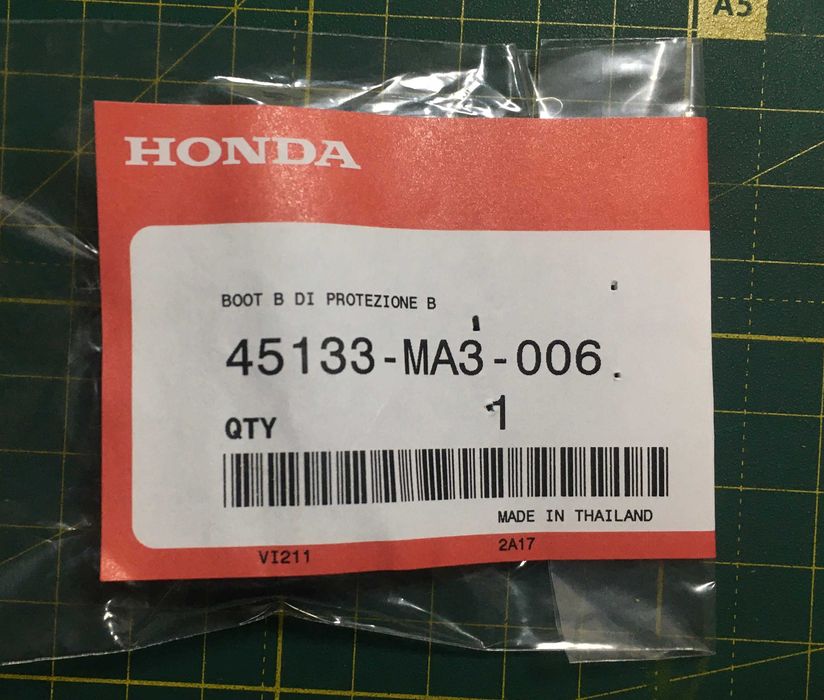 A5
HONDA
BOOT B DI PROTEZIONE B
45133-MA3-006
QTY 1
MADE IN THAILAND
VI211 2A17